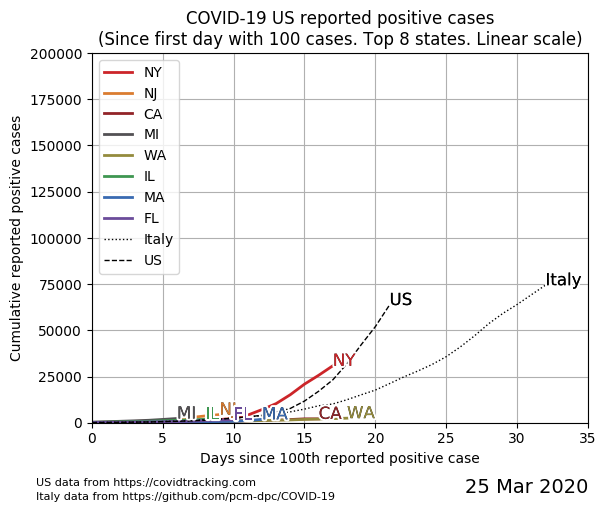 COVID-19 US reported positive cases
(Since first day with 100 cases. Top 8 states. Linear scale)
Cumulative reported positive cases
200000
175000
150000
125000
100000
75000
50000
25000
0
NY
NJ
CA
MI
WA
IL
MA
FL
Italy
US
Italy
US
NY
MI
IL
FL
MA
CA
WA
0 5 10 15 20 25 30 35
Days since 100th reported positive case
US data from https://covidtracking.com
Italy data from https://github.com/pcm-dpc/COVID-19
25 Mar 2020